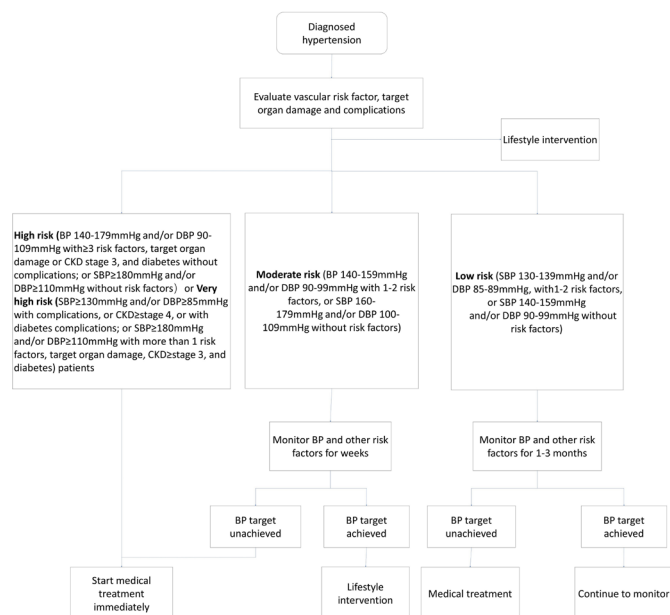 Diagnosed
hypertension
Evaluate vascular risk factor, target
organ damage and complications
Lifestyle intervention
High risk (BP 140-179mmHg and/or DBP 90-
109mmHg with≥3 risk factors, target organ
damage or CKD stage 3, and diabetes without
complications; or SBP≥180mmHg and/or
DBP≥110mmHg without risk factors）or Very
high risk (SBP≥130mmHg and/or DBP≥85mmHg
with complications, or CKD≥stage 4, or with
diabetes complications; or SBP≥180mmHg
and/or DBP≥110mmHg with more than 1 risk
factors, target organ damage, CKD≥stage 3, and
diabetes) patients
Moderate risk (BP 140-159mmHg
and/or DBP 90-99mmHg with 1-2 risk
factors, or SBP 160-
179mmHg and/or DBP 100-
109mmHg without risk factors)
Low risk (SBP 130-139mmHg and/or
DBP 85-89mmHg, with1-2 risk factors,
or SBP 140-159mmHg
and/or DBP 90-99mmHg without
risk factors)
Monitor BP and other risk
factors for weeks
Monitor BP and other risk
factors for 1-3 months
BP target
unachieved
BP target
achieved
BP target
unachieved
BP target
achieved
Start medical
treatment
immediately
Lifestyle
intervention
Medical treatment
Continue to monitor